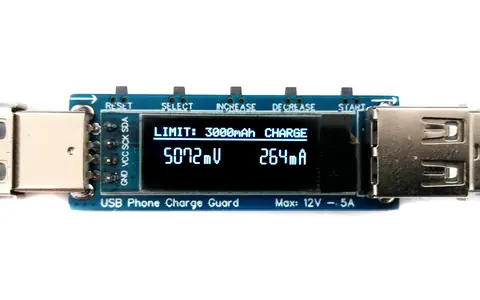 RESET SELECT INCREASE DECREASE START
LIMIT: 3000mAh CHARGE
5072mV 264mA
GND VCC SCK SDA
USB Phone Charge Guard Max: 12V - 5A